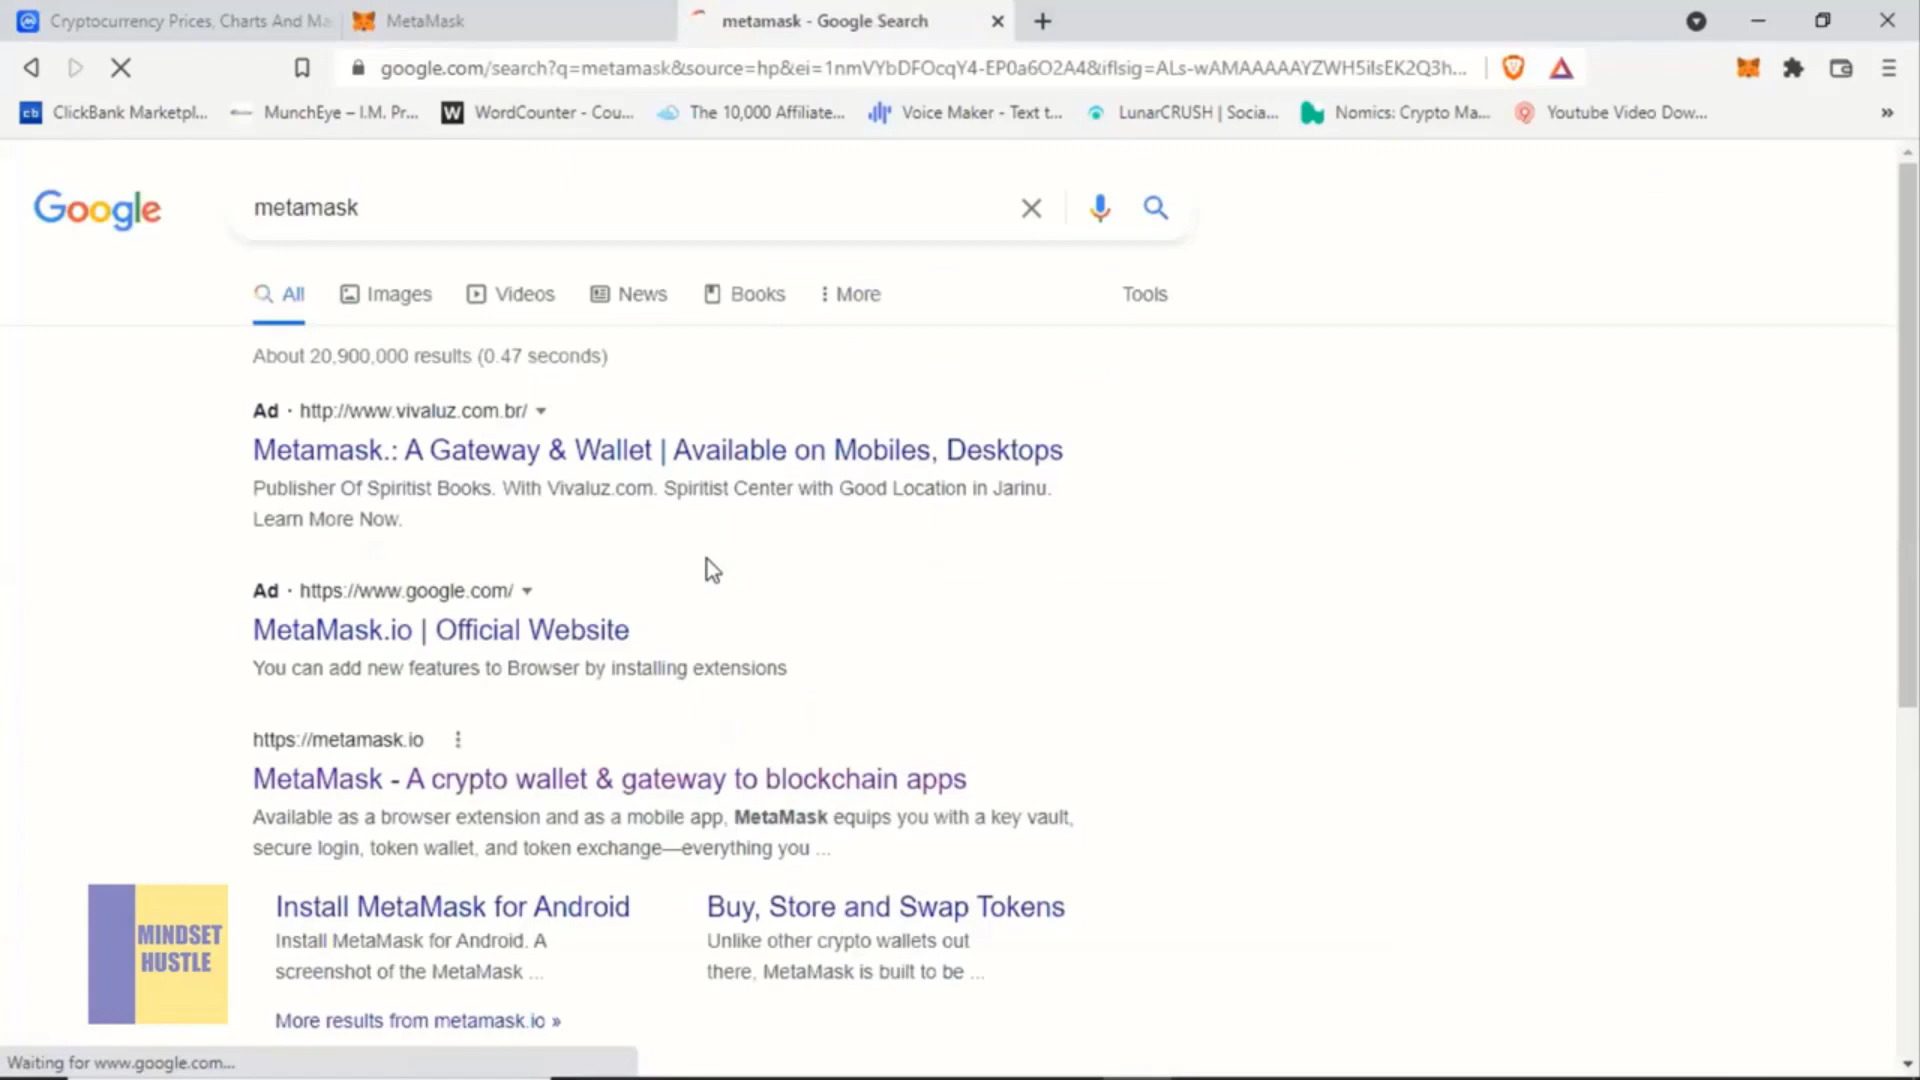 Cryptocurrency Prices, Charts And Ma
MetaMask
metamask - Google Search
google.com/search?q=metamask&source=hp&ei=1nmVYbDFOcqY4-EP0a6O2A4&iflsig=ALs-wAMAAAAAYZWH5ilsEK2Q3h...
cb ClickBank Marketpl...
MunchEye – I.M. Pr...
W WordCounter - Cou...
The 10,000 Affiliate...
Voice Maker - Text t...
LunarCRUSH | Socia...
Nomics: Crypto Ma...
Youtube Video Dow...
»
Google
metamask
All
Images
Videos
News
Books
More
Tools
About 20,900,000 results (0.47 seconds)
Ad · http://www.vivaluz.com.br/
Metamask.: A Gateway & Wallet | Available on Mobiles, Desktops
Publisher Of Spiritist Books. With Vivaluz.com. Spiritist Center with Good Location in Jarinu.
Learn More Now.
Ad · https://www.google.com/
MetaMask.io | Official Website
You can add new features to Browser by installing extensions
https://metamask.io
MetaMask - A crypto wallet & gateway to blockchain apps
Available as a browser extension and as a mobile app, MetaMask equips you with a key vault,
secure login, token wallet, and token exchange—everything you ...
Install MetaMask for Android
Install MetaMask for Android. A
screenshot of the MetaMask ...
Buy, Store and Swap Tokens
Unlike other crypto wallets out
there, MetaMask is built to be ...
More results from metamask.io »
MINDSET
HUSTLE
Waiting for www.google.com...